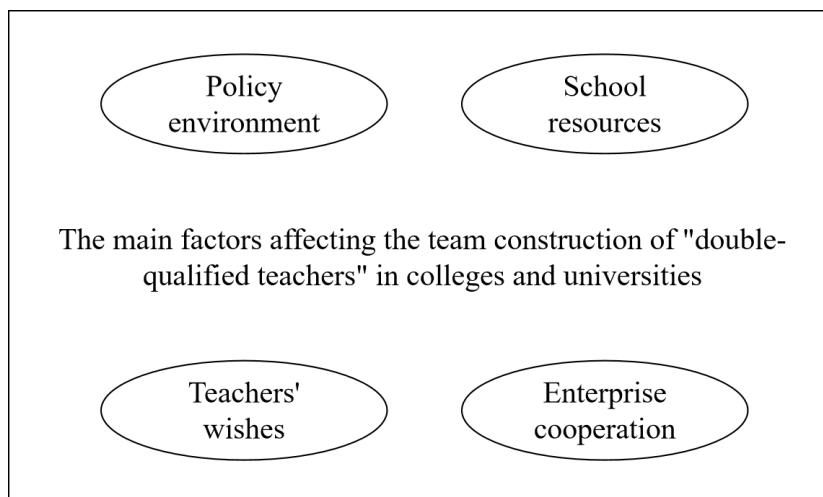 Policy
environment
School
resources
The main factors affecting the team construction of "double-
qualified teachers" in colleges and universities
Teachers'
wishes
Enterprise
cooperation